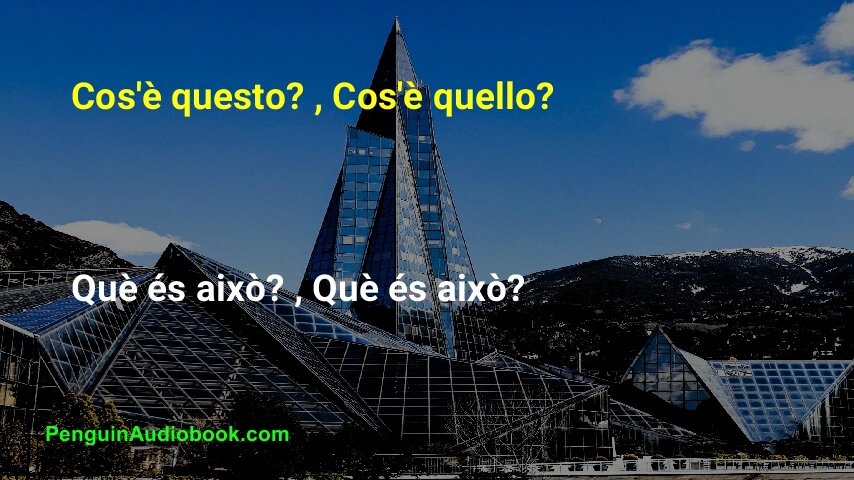 Cos'è questo? , Cos'è quello?
Què és això? , Què és això?
PenguinAudiobook.com